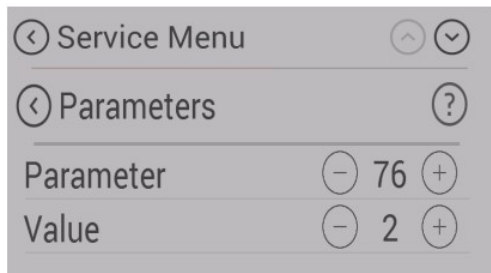 Service Menu
Parameters ?
Parameter - 76 +
Value - 2 +